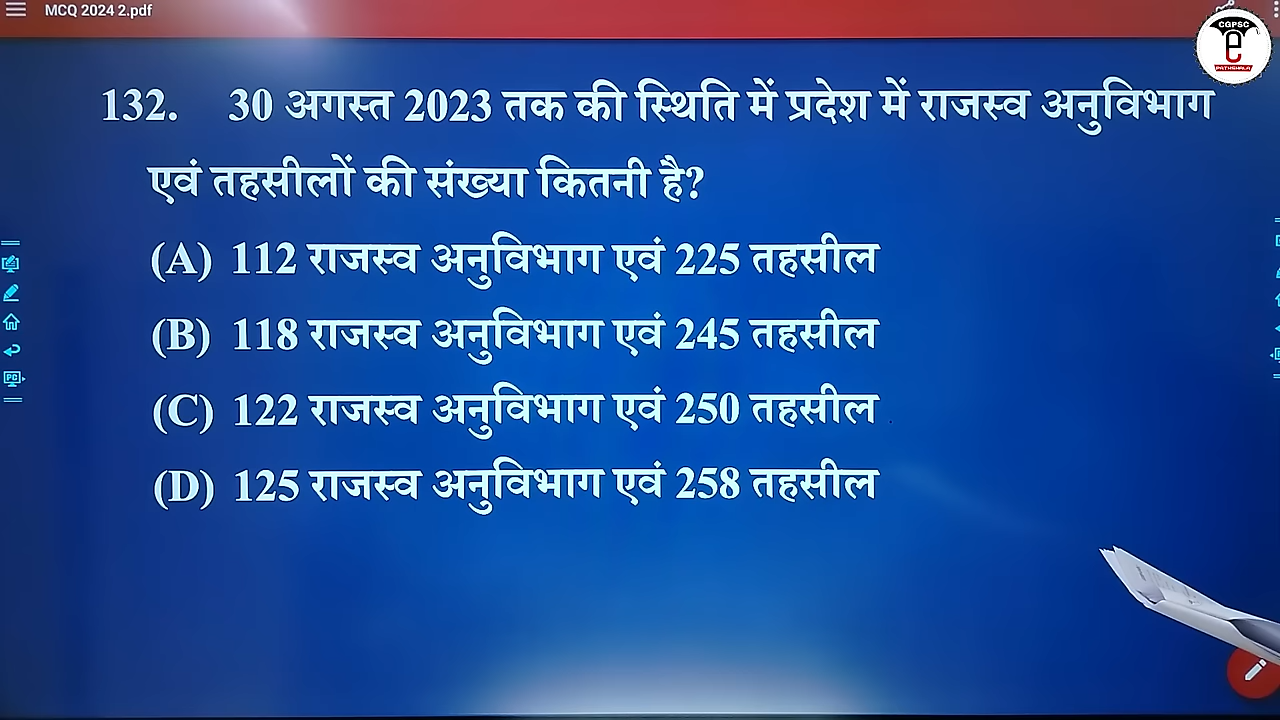 MCQ 2024 2.pdf
CGPSC
e
PATHSHALA
132. 30 अगस्त 2023 तक की स्थिति में प्रदेश में राजस्व अनुविभाग
एवं तहसीलों की संख्या कितनी है?
(A) 112 राजस्व अनुविभाग एवं 225 तहसील
(B) 118 राजस्व अनुविभाग एवं 245 तहसील
(C) 122 राजस्व अनुविभाग एवं 250 तहसील
(D) 125 राजस्व अनुविभाग एवं 258 तहसील
PC